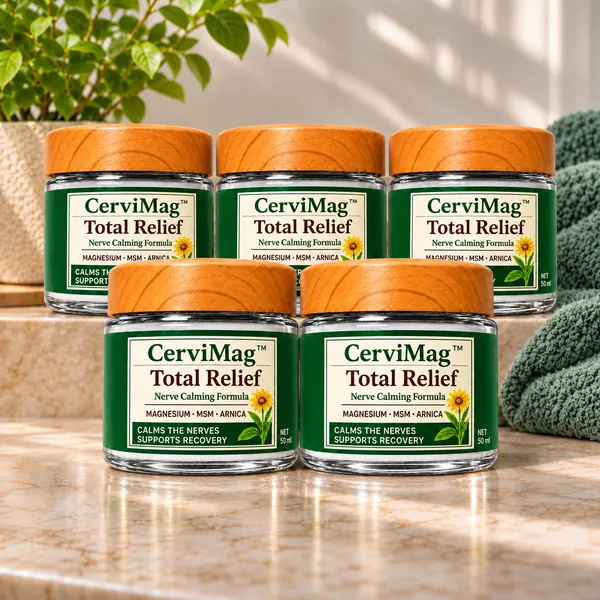 CerviMag™
Total Relief
Nerve Calming Formula
MAGNESIUM • MSM • ARNICA
CALMS THE
SUPPORTS
CerviMag™
Total Relief
Nerve Calming Formula
MAGNESIUM • MSM • ARNICA
CerviMag™
Total Relief
Nerve Calming Formula
MAGNESIUM • MSM • ARNICA
NET
50 ml
CerviMag™
Total Relief
Nerve Calming Formula
MAGNESIUM • MSM • ARNICA
CALMS THE NERVES
SUPPORTS RECOVERY
NET
50 ml
CerviMag™
Total Relief
Nerve Calming Formula
MAGNESIUM • MSM • ARNICA
CALMS THE NERVES
SUPPORTS RECOVERY
NET
50 ml